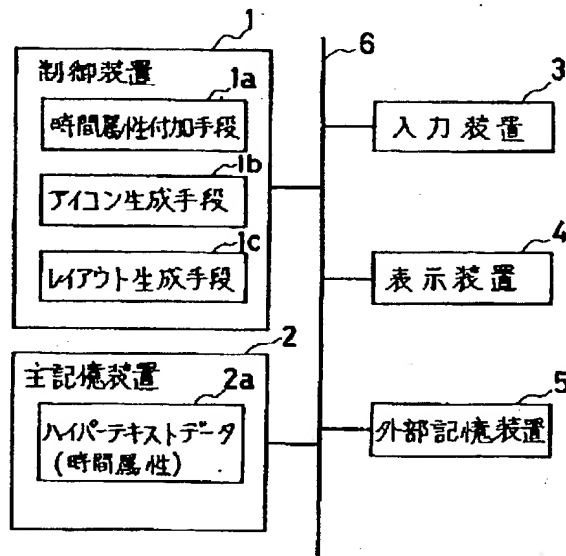 1
制御装置
1a
時間属性付加手段
1b
アイコン生成手段
1c
レイアウト生成手段
2
主記憶装置
2a
ハイパーテキストデータ
(時間属性)
6
3
入力装置
4
表示装置
5
外部記憶装置